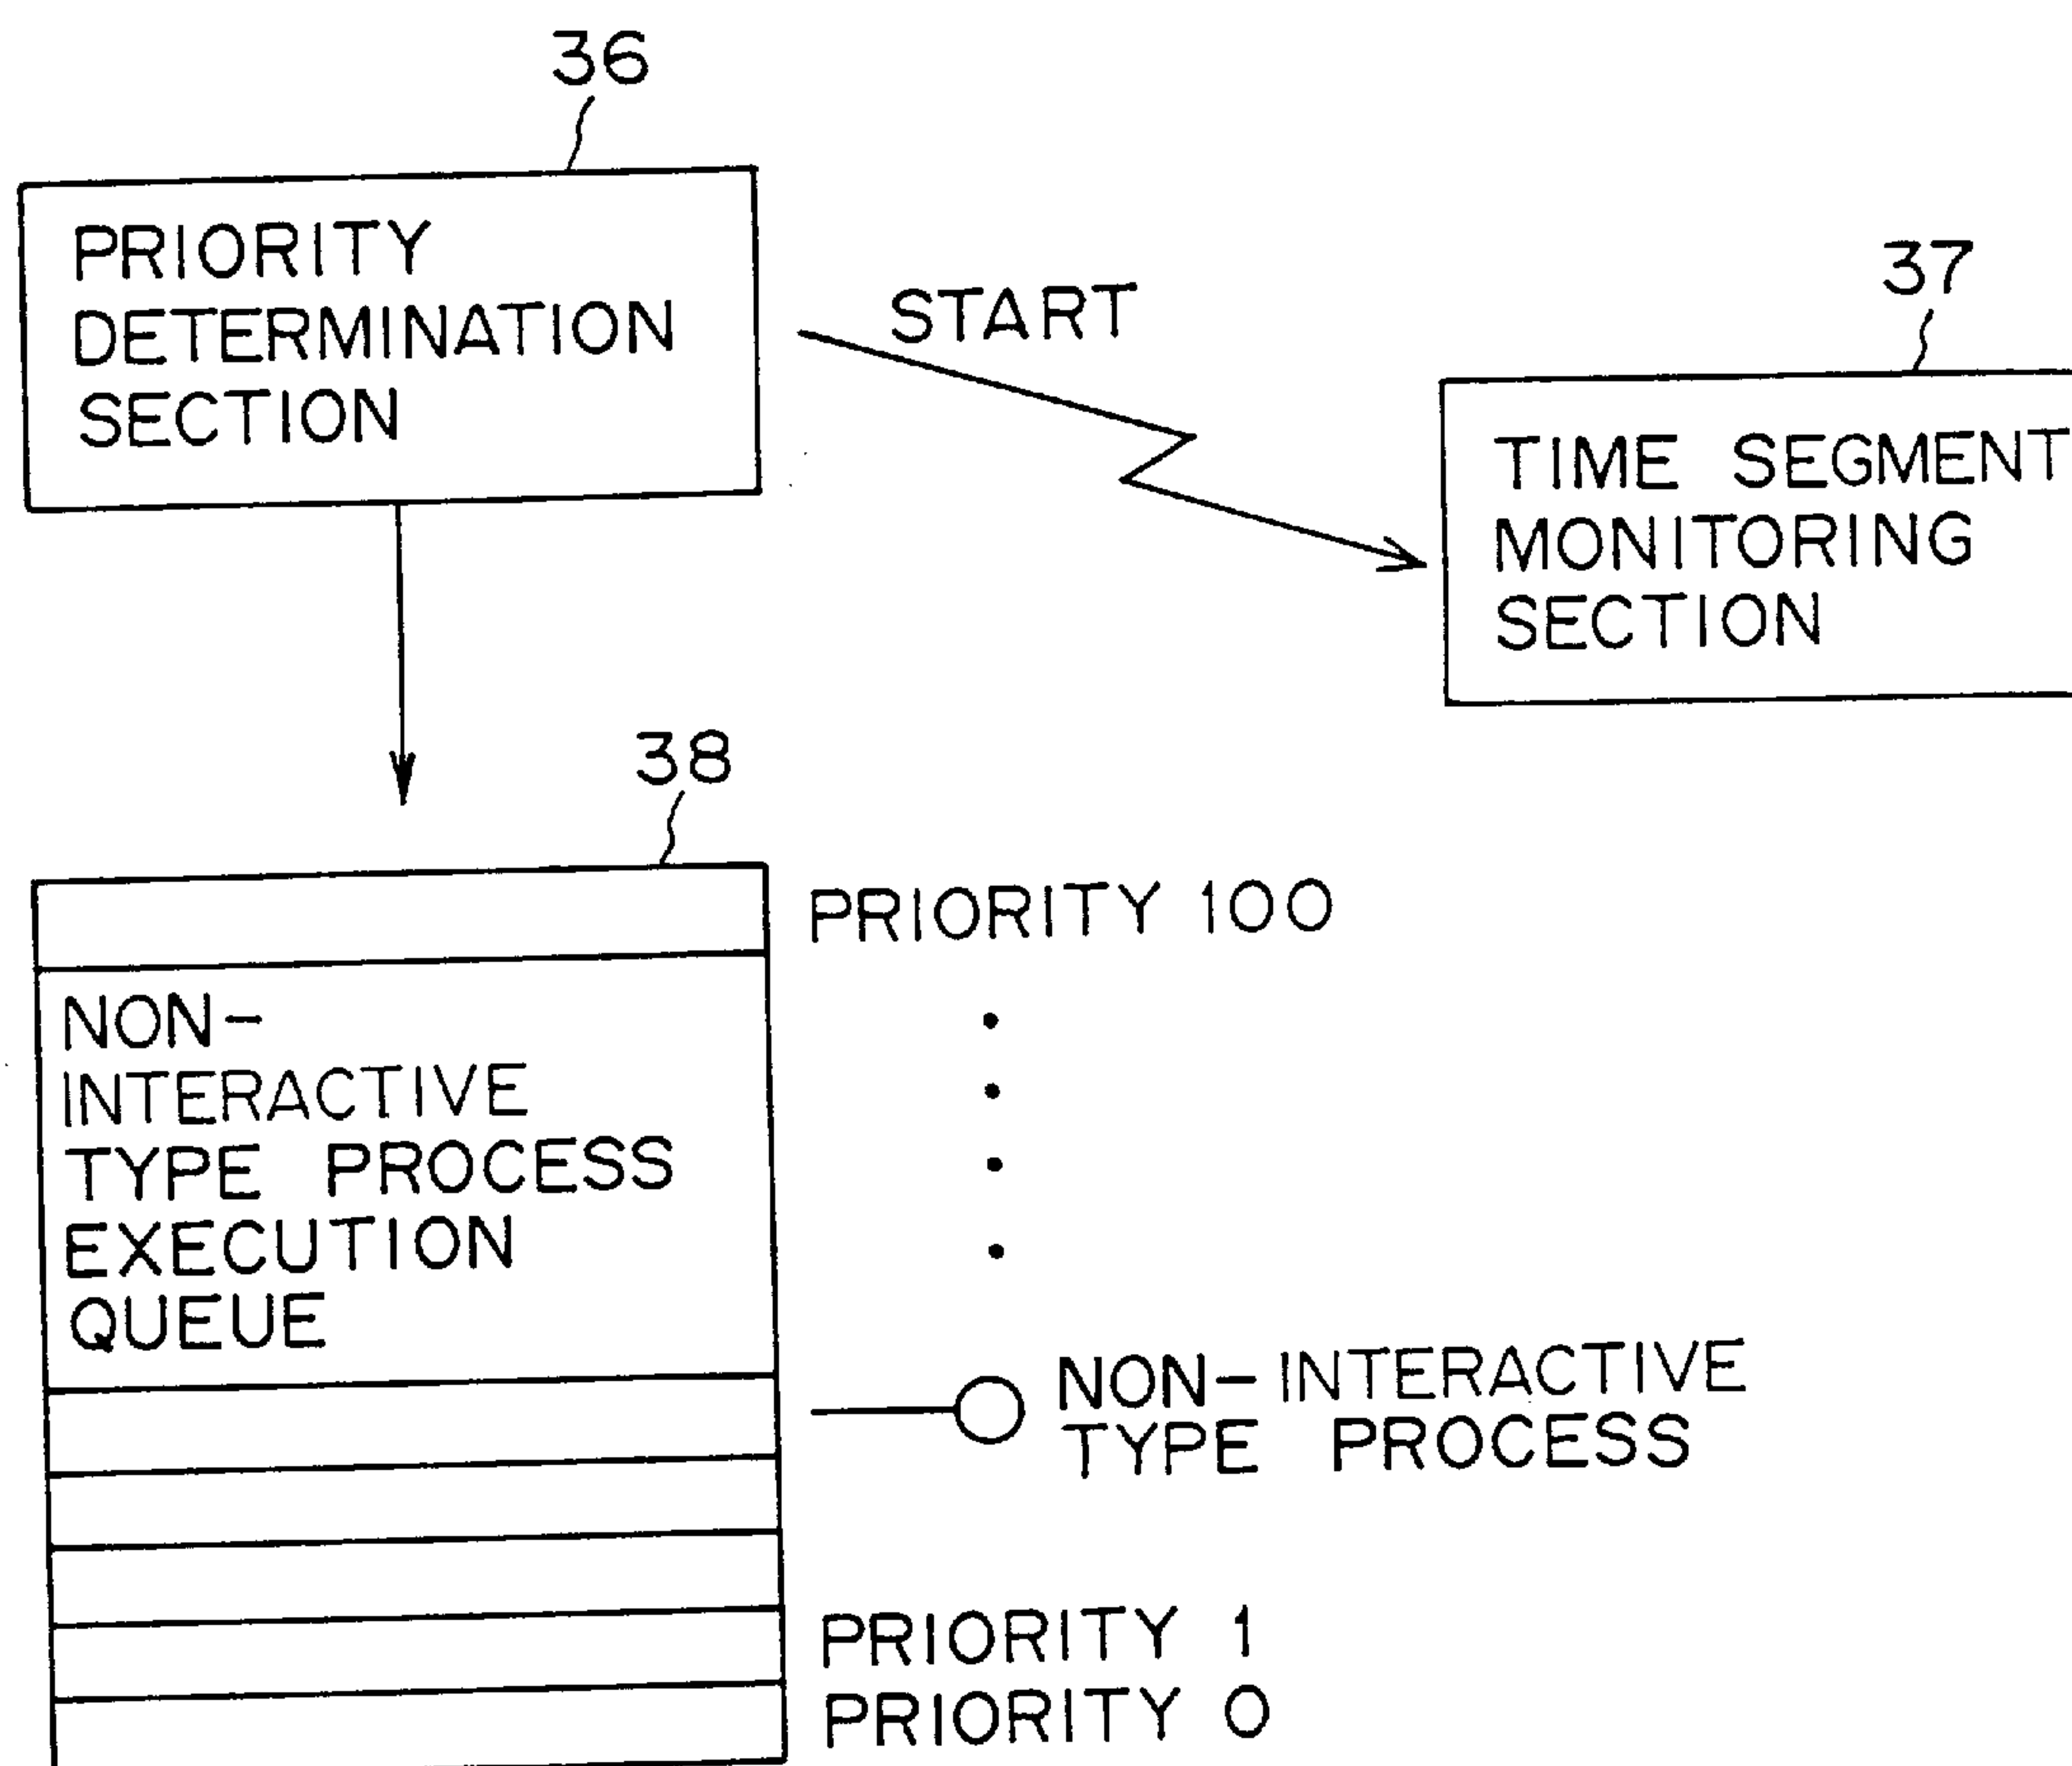 36
PRIORITY
DETERMINATION
SECTION
START
37
TIME SEGMENT
MONITORING
SECTION
38
PRIORITY 100
NON-
INTERACTIVE
TYPE PROCESS
EXECUTION
QUEUE
NON-INTERACTIVE
TYPE PROCESS
PRIORITY 1
PRIORITY 0